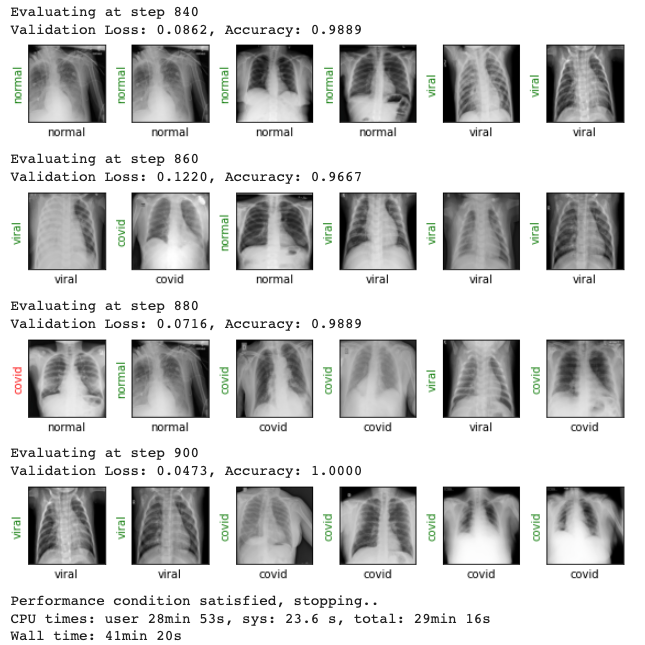 Evaluating at step 840
Validation Loss: 0.0862, Accuracy: 0.9889
normal normal normal normal viral viral
normal normal normal normal viral viral
Evaluating at step 860
Validation Loss: 0.1220, Accuracy: 0.9667
viral covid normal viral viral viral
viral covid normal viral viral viral
Evaluating at step 880
Validation Loss: 0.0716, Accuracy: 0.9889
covid normal covid covid viral covid
normal normal covid covid viral covid
Evaluating at step 900
Validation Loss: 0.0473, Accuracy: 1.0000
viral viral covid covid covid covid
viral viral covid covid covid covid
Performance condition satisfied, stopping..
CPU times: user 28min 53s, sys: 23.6 s, total: 29min 16s
Wall time: 41min 20s